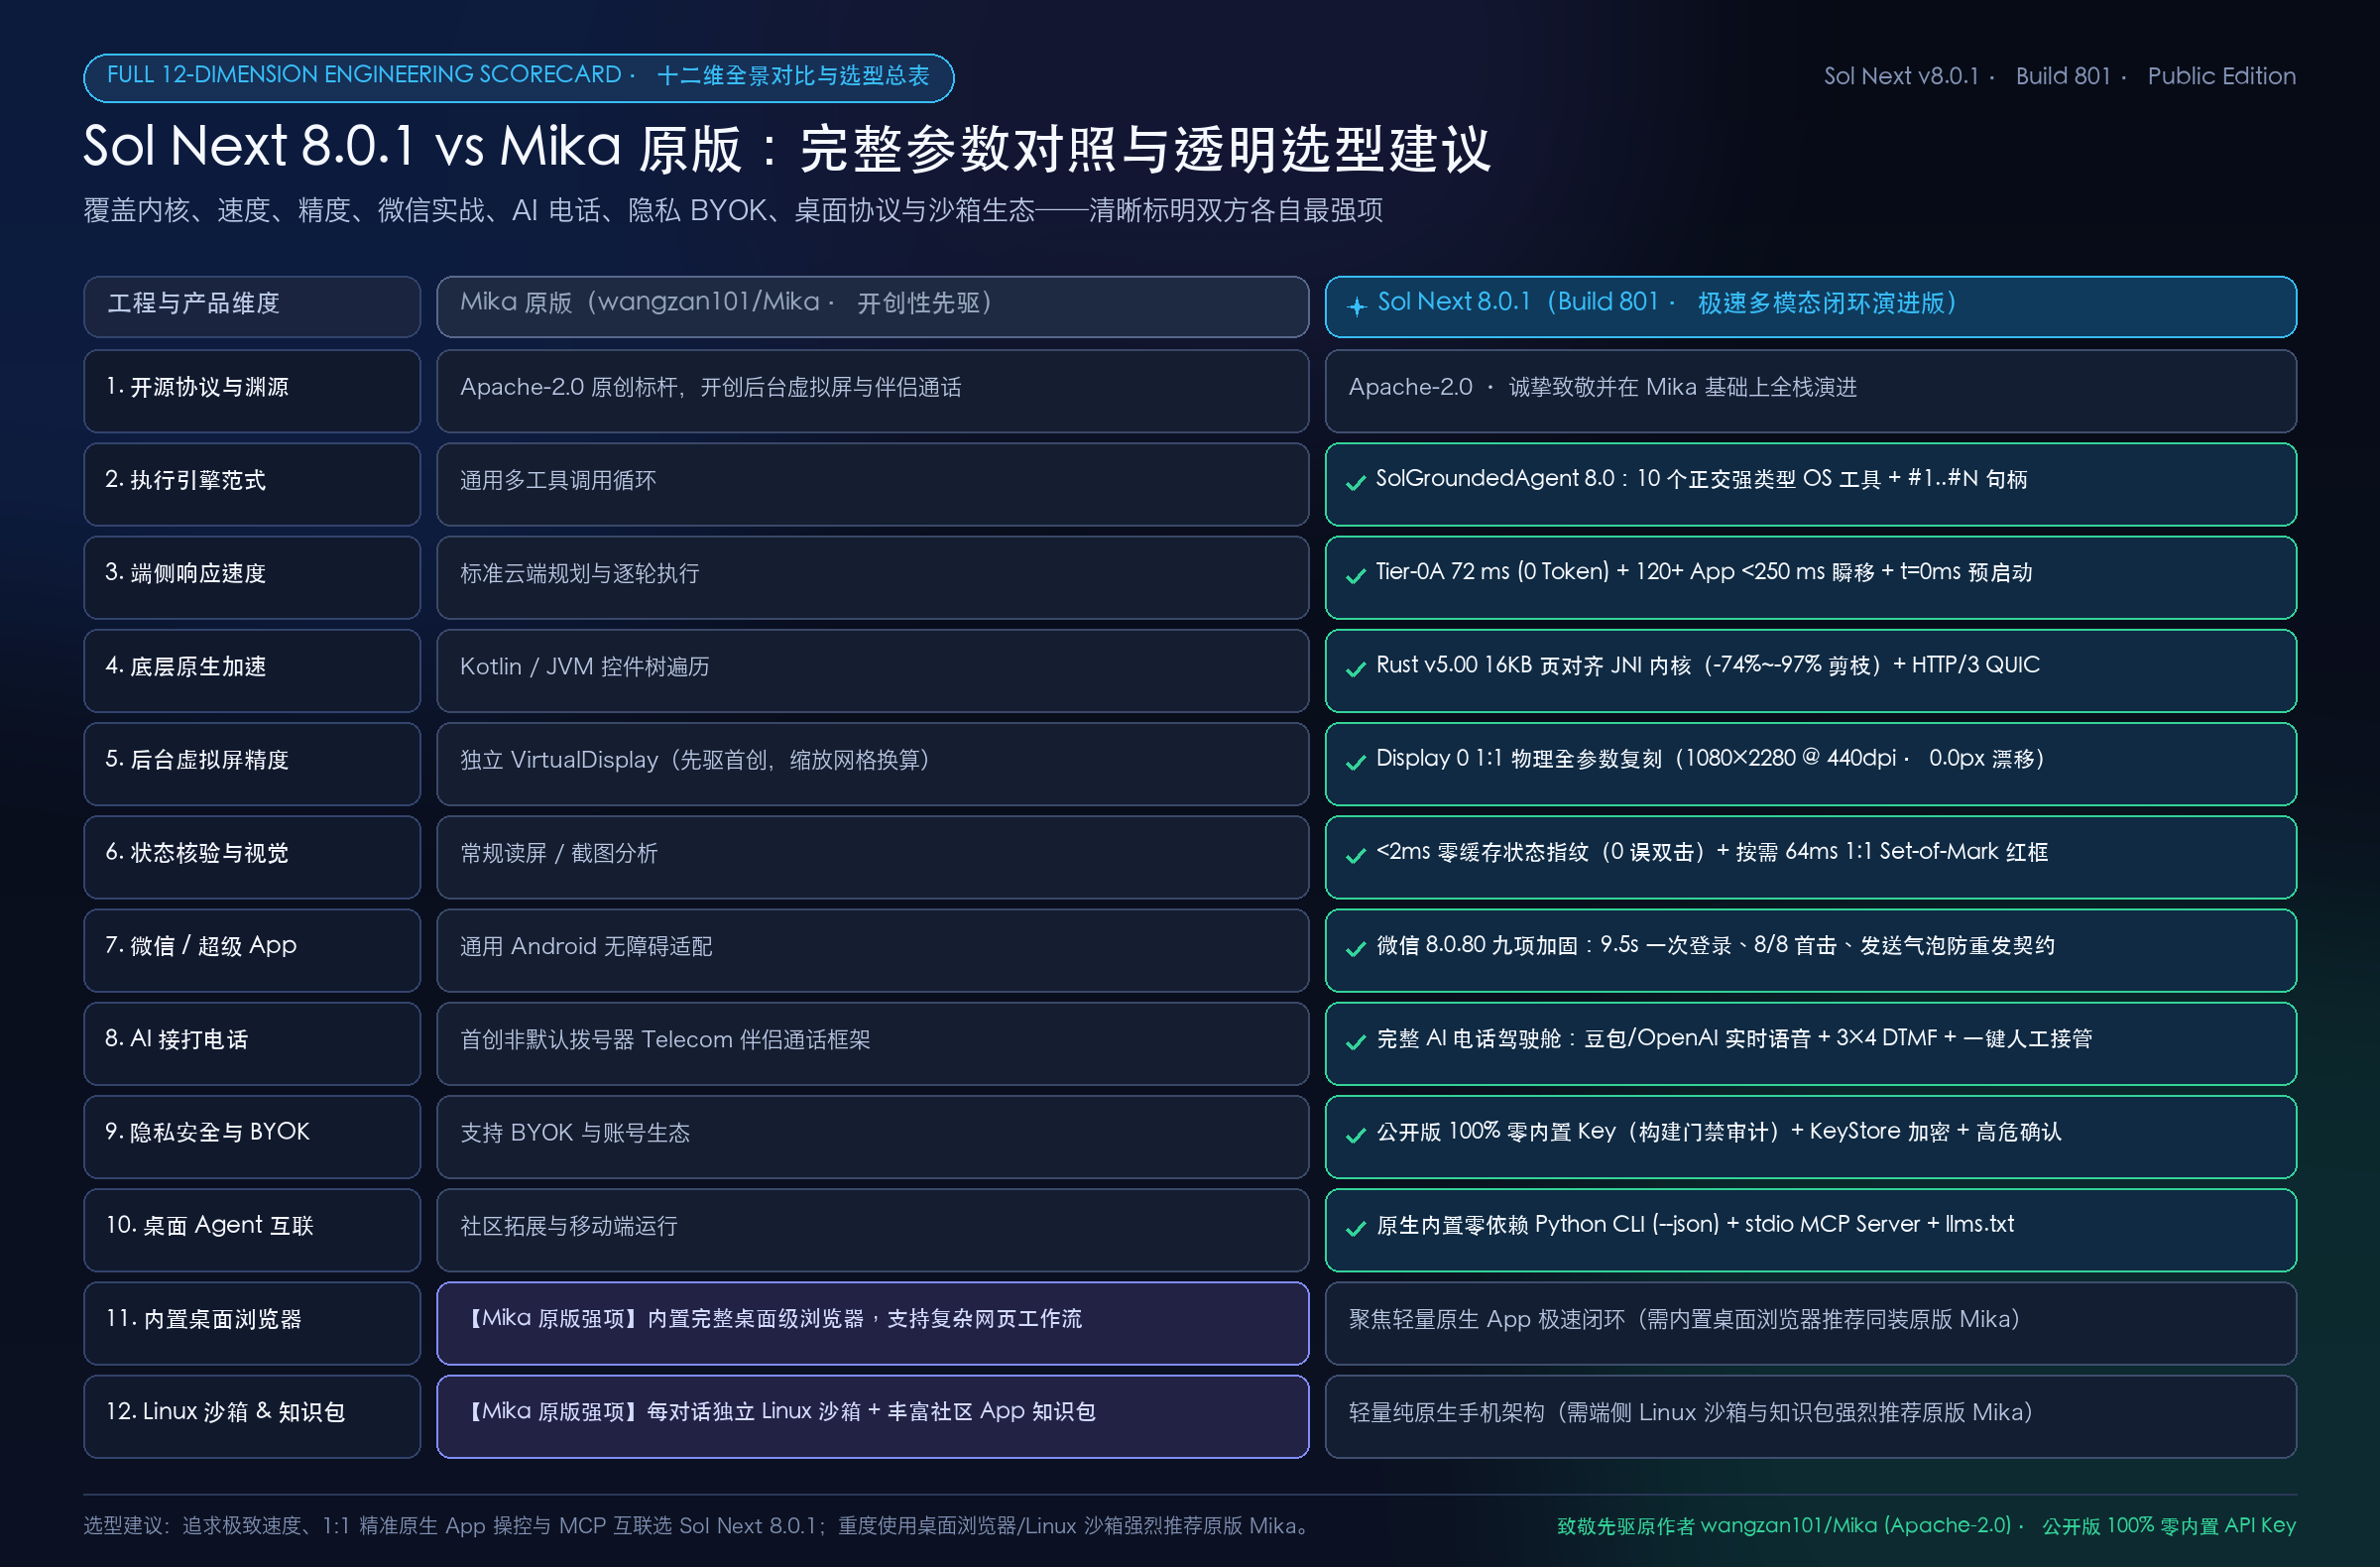 FULL 12-DIMENSION ENGINEERING SCORECARD · 十二维全景对比与选型总表
Sol Next v8.0.1 · Build 801 · Public Edition
Sol Next 8.0.1 vs Mika 原版：完整参数对照与透明选型建议
覆盖内核、速度、精度、微信实战、AI 电话、隐私 BYOK、桌面协议与沙箱生态——清晰标明双方各自最强项
工程与产品维度
Mika 原版（wangzan101/Mika · 开创性先驱）
Sol Next 8.0.1（Build 801 · 极速多模态闭环演进版）
1. 开源协议与渊源
Apache-2.0 原创标杆，开创后台虚拟屏与伴侣通话
Apache-2.0 · 诚挚致敬并在 Mika 基础上全栈演进
2. 执行引擎范式
通用多工具调用循环
✓ SolGroundedAgent 8.0：10 个正交强类型 OS 工具 + #1..#N 句柄
3. 端侧响应速度
标准云端规划与逐轮执行
✓ Tier-0A 72 ms (0 Token) + 120+ App <250 ms 瞬移 + t=0ms 预启动
4. 底层原生加速
Kotlin / JVM 控件树遍历
✓ Rust v5.00 16KB 页对齐 JNI 内核（-74%~-97% 剪枝）+ HTTP/3 QUIC
5. 后台虚拟屏精度
独立 VirtualDisplay（先驱首创，缩放网格换算）
✓ Display 0 1:1 物理全参数复刻（1080×2280 @ 440dpi · 0.0px 漂移）
6. 状态核验与视觉
常规读屏 / 截图分析
✓ <2ms 零缓存状态指纹（0 误双击）+ 按需 64ms 1:1 Set-of-Mark 红框
7. 微信 / 超级 App
通用 Android 无障碍适配
✓ 微信 8.0.80 九项加固：9.5s 一次登录、8/8 首击、发送气泡防重发契约
8. AI 接打电话
首创非默认拨号器 Telecom 伴侣通话框架
✓ 完整 AI 电话驾驶舱：豆包/OpenAI 实时语音 + 3×4 DTMF + 一键人工接管
9. 隐私安全与 BYOK
支持 BYOK 与账号生态
✓ 公开版 100% 零内置 Key（构建门禁审计）+ KeyStore 加密 + 高危确认
10. 桌面 Agent 互联
社区拓展与移动端运行
✓ 原生内置零依赖 Python CLI (--json) + stdio MCP Server + llms.txt
11. 内置桌面浏览器
【Mika 原版强项】内置完整桌面级浏览器，支持复杂网页工作流
聚焦轻量原生 App 极速闭环（需内置桌面浏览器推荐同装原版 Mika）
12. Linux 沙箱 & 知识包
【Mika 原版强项】每对话独立 Linux 沙箱 + 丰富社区 App 知识包
轻量纯原生手机架构（需端侧 Linux 沙箱与知识包强烈推荐原版 Mika）
选型建议：追求极致速度、1:1 精准原生 App 操控与 MCP 互联选 Sol Next 8.0.1；重度使用桌面浏览器/Linux 沙箱强烈推荐原版 Mika。
致敬先驱原作者 wangzan101/Mika (Apache-2.0) · 公开版 100% 零内置 API Key